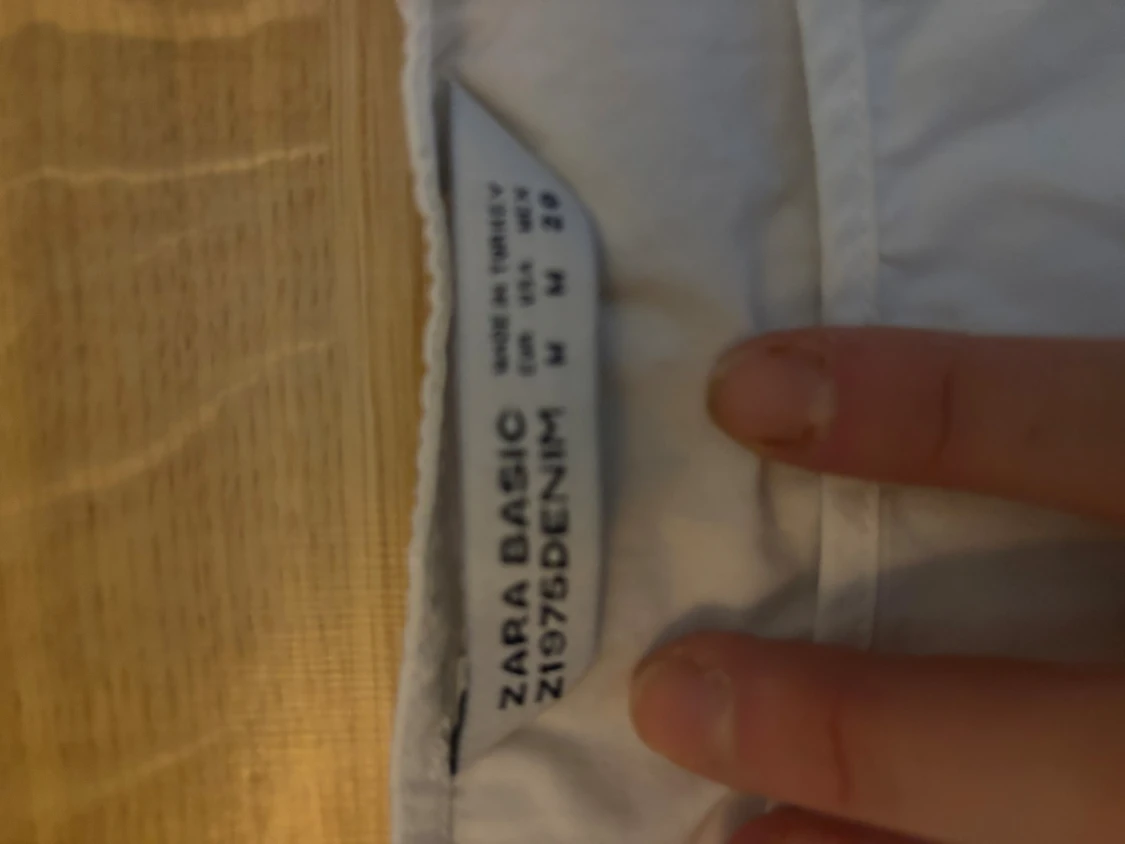 ZARA BASIC
Z1975DENIM
MADE IN TURKEY
EUR USA MEX
M M 28